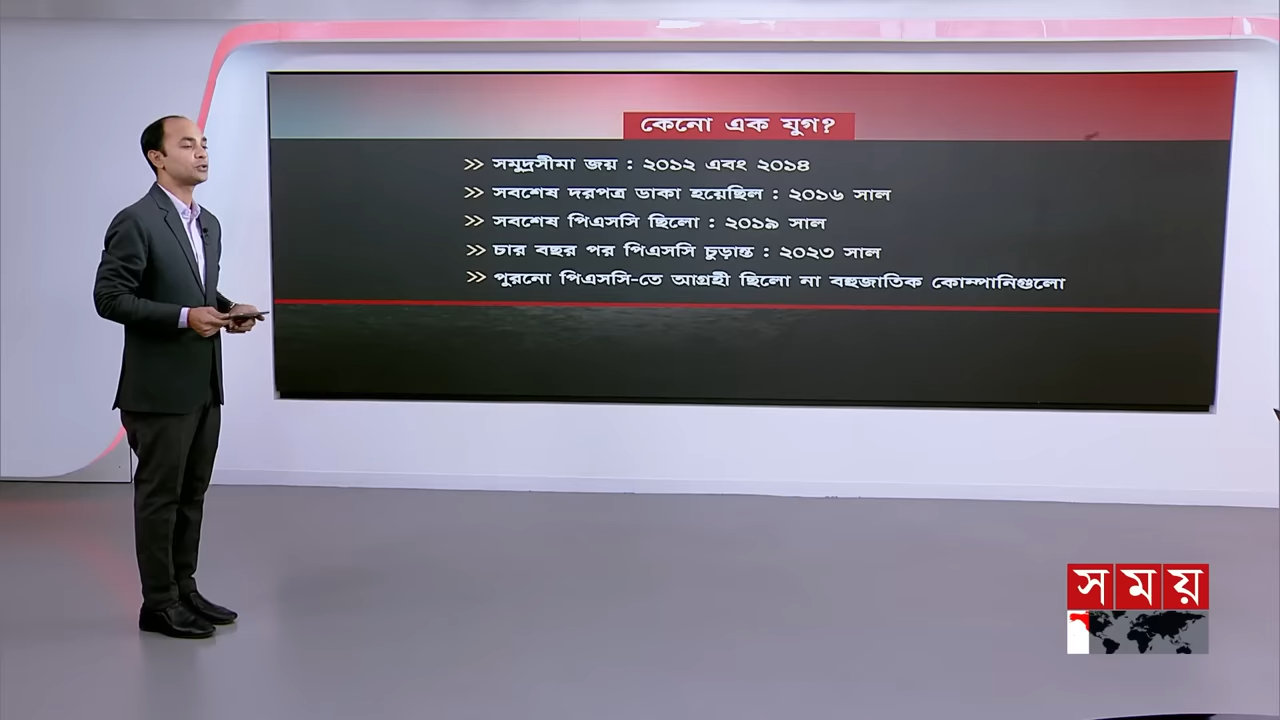 কেনো এক যুগ?
>> সমুদ্রসীমা জয় : ২০১২ এবং ২০১৪
>> সবশেষ দরপত্র ডাকা হয়েছিল : ২০১৬ সাল
>> সবশেষ পিএসসি ছিলো : ২০১৯ সাল
>> চার বছর পর পিএসসি চুড়ান্ত : ২০২৩ সাল
>> পুরনো পিএসসি-তে আগ্রহী ছিলো না বহুজাতিক কোম্পানিগুলো
সময়